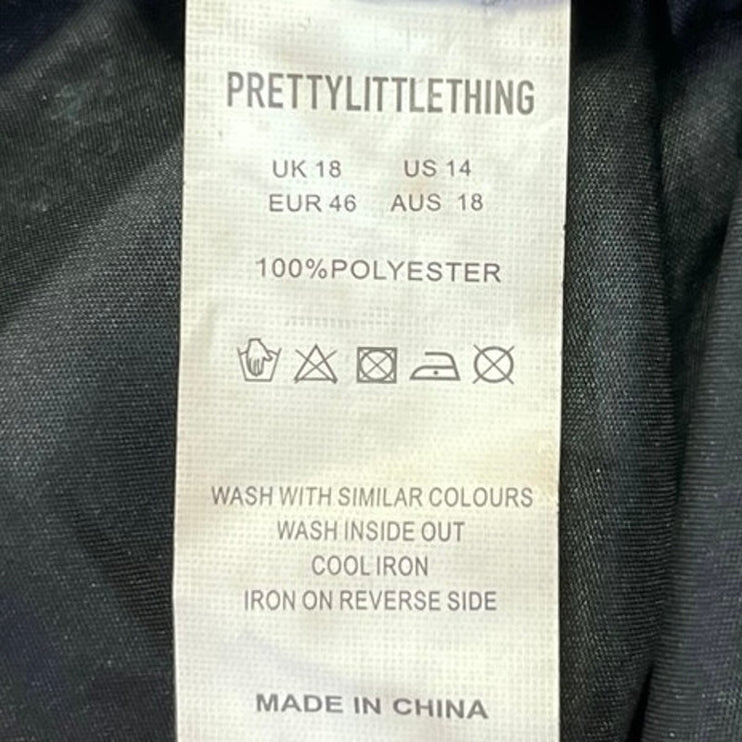 PRETTYLITTLETHING
UK 18 US 14
EUR 46 AUS 18
100%POLYESTER
WASH WITH SIMILAR COLOURS
WASH INSIDE OUT
COOL IRON
IRON ON REVERSE SIDE
MADE IN CHINA